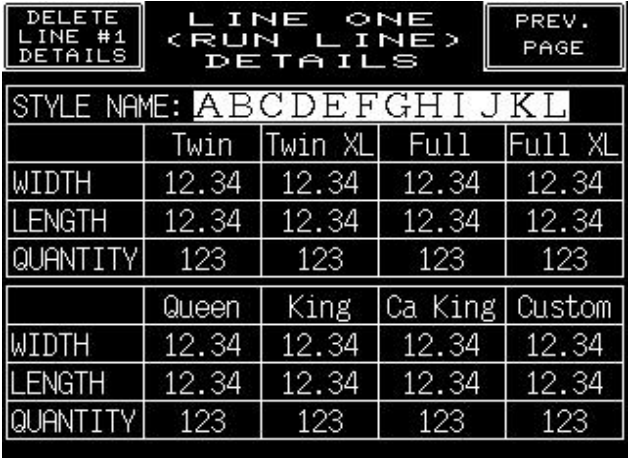 DELETE
LINE #1
DETAILS
LINE ONE
<RUN LINE>
DETAILS
PREV.
PAGE
STYLE NAME: ABCDEFGHIJKL
Twin Twin XL Full Full XL
WIDTH 12.34 12.34 12.34 12.34
LENGTH 12.34 12.34 12.34 12.34
QUANTITY 123 123 123 123
Queen King Ca King Custom
WIDTH 12.34 12.34 12.34 12.34
LENGTH 12.34 12.34 12.34 12.34
QUANTITY 123 123 123 123